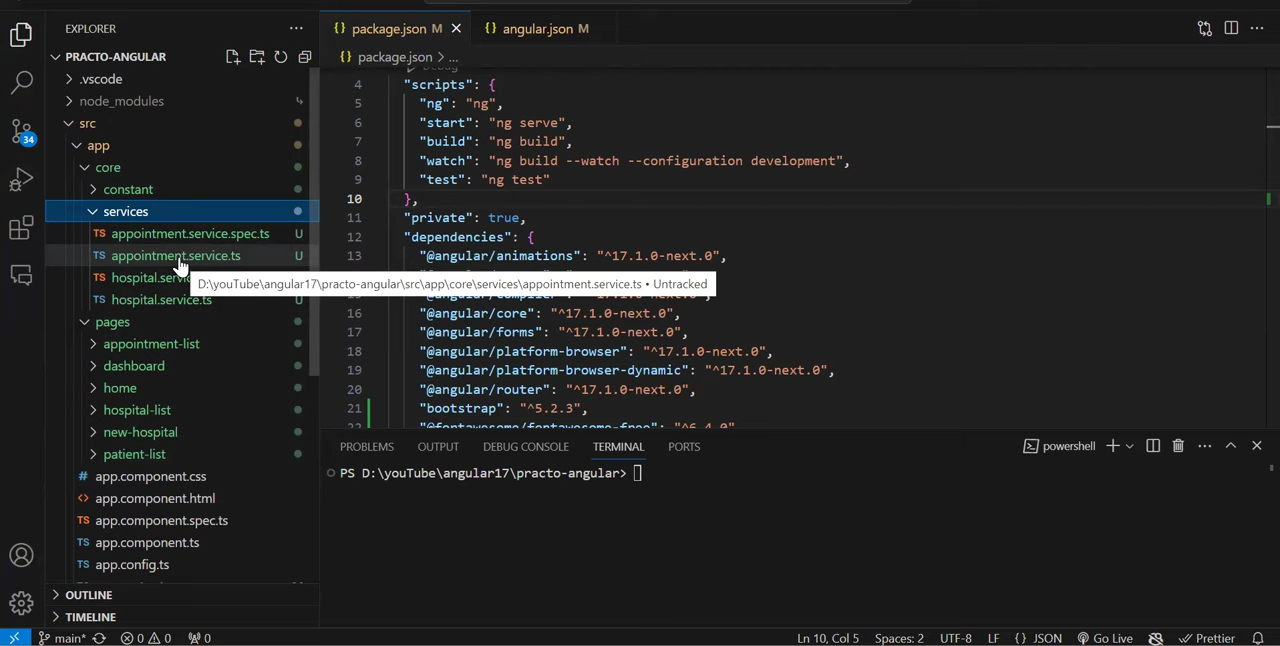 EXPLORER
package.json M
angular.json M
PRACTO-ANGULAR
package.json > ...
.vscode
node_modules
src
app
core
constant
services
appointment.service.spec.ts U
appointment.service.ts U
hospital.servic
D:\youTube\angular17\practo-angular\src\app\core\services\appointment.service.ts • Untracked
hospital.service.ts U
pages
appointment-list
dashboard
home
hospital-list
new-hospital
patient-list
app.component.css
app.component.html
app.component.spec.ts
app.component.ts
app.config.ts
OUTLINE
TIMELINE
34
Debug
4 "scripts": {
5 "ng": "ng",
6 "start": "ng serve",
7 "build": "ng build",
8 "watch": "ng build --watch --configuration development",
9 "test": "ng test"
10 },
11 "private": true,
12 "dependencies": {
13 "@angular/animations": "^17.1.0-next.0",
16 "@angular/core": "^17.1.0-next.0",
17 "@angular/forms": "^17.1.0-next.0",
18 "@angular/platform-browser": "^17.1.0-next.0",
19 "@angular/platform-browser-dynamic": "^17.1.0-next.0",
20 "@angular/router": "^17.1.0-next.0",
21 "bootstrap": "^5.2.3",
22 "@fontawesome/fontawesome-free": "^6.4.0"
PROBLEMS OUTPUT DEBUG CONSOLE TERMINAL PORTS
powershell
PS D:\youTube\angular17\practo-angular>
main* 0 0 0
Ln 10, Col 5 Spaces: 2 UTF-8 LF {} JSON Go Live Prettier